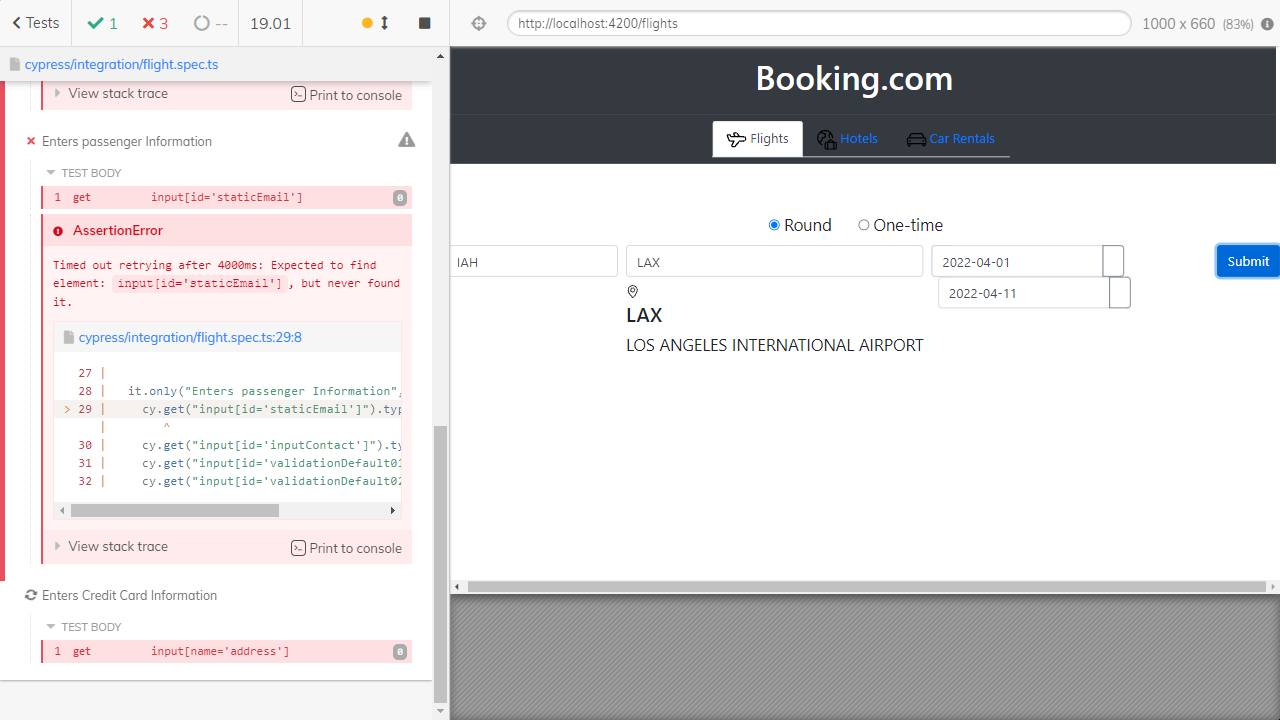 Tests
1
3
--
19.01
http://localhost:4200/flights
1000 x 660 (83%)
cypress/integration/flight.spec.ts
View stack trace
Print to console
Enters passenger Information
TEST BODY
1 get input[id='staticEmail'] 0
AssertionError
Timed out retrying after 4000ms: Expected to find
element: input[id='staticEmail'], but never found
it.
cypress/integration/flight.spec.ts:29:8
27 |
28 | it.only("Enters passenger Information",
> 29 | cy.get("input[id='staticEmail']").typ
| ^
30 | cy.get("input[id='inputContact']").ty
31 | cy.get("input[id='validationDefault01
32 | cy.get("input[id='validationDefault02
View stack trace
Print to console
Enters Credit Card Information
TEST BODY
1 get input[name='address'] 0
Booking.com
Flights
Hotels
Car Rentals
Round
One-time
IAH
LAX
2022-04-01
Submit
2022-04-11
LAX
LOS ANGELES INTERNATIONAL AIRPORT